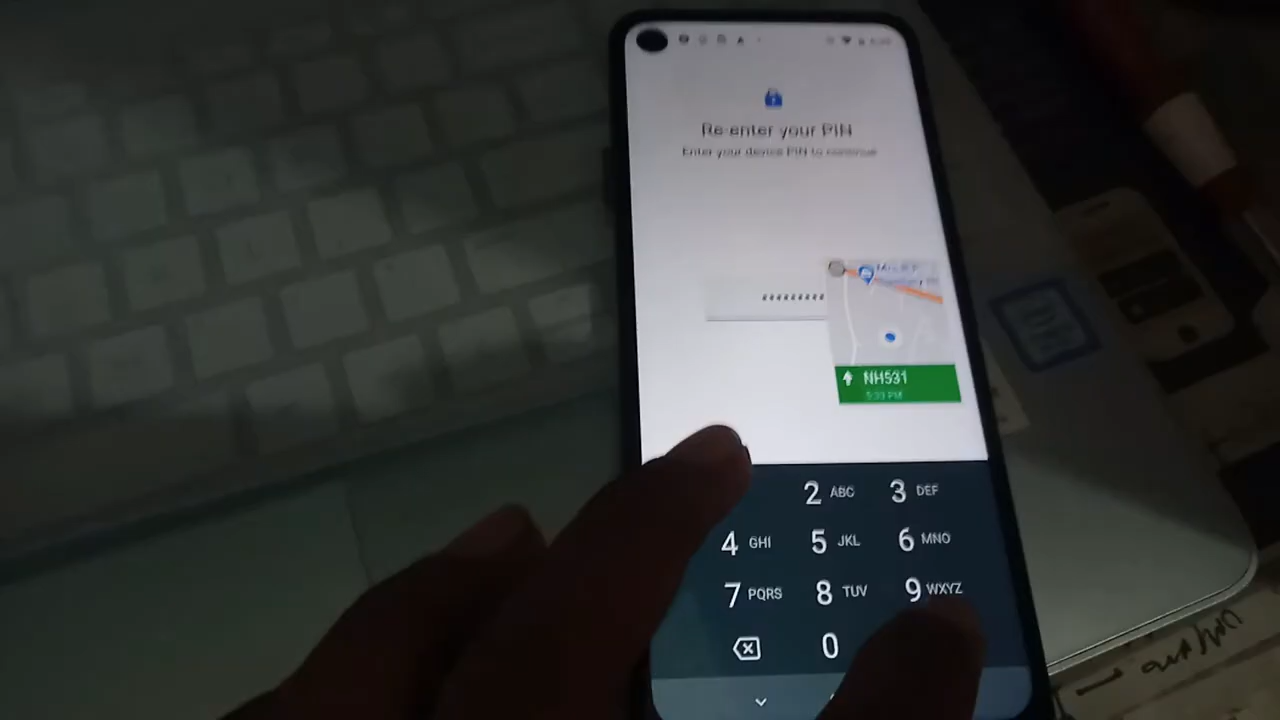 Re-enter your PIN
Enter your device PIN to continue
NH531
5:33 PM
2 ABC 3 DEF
4 GHI 5 JKL 6 MNO
7 PQRS 8 TUV 9 WXYZ
0